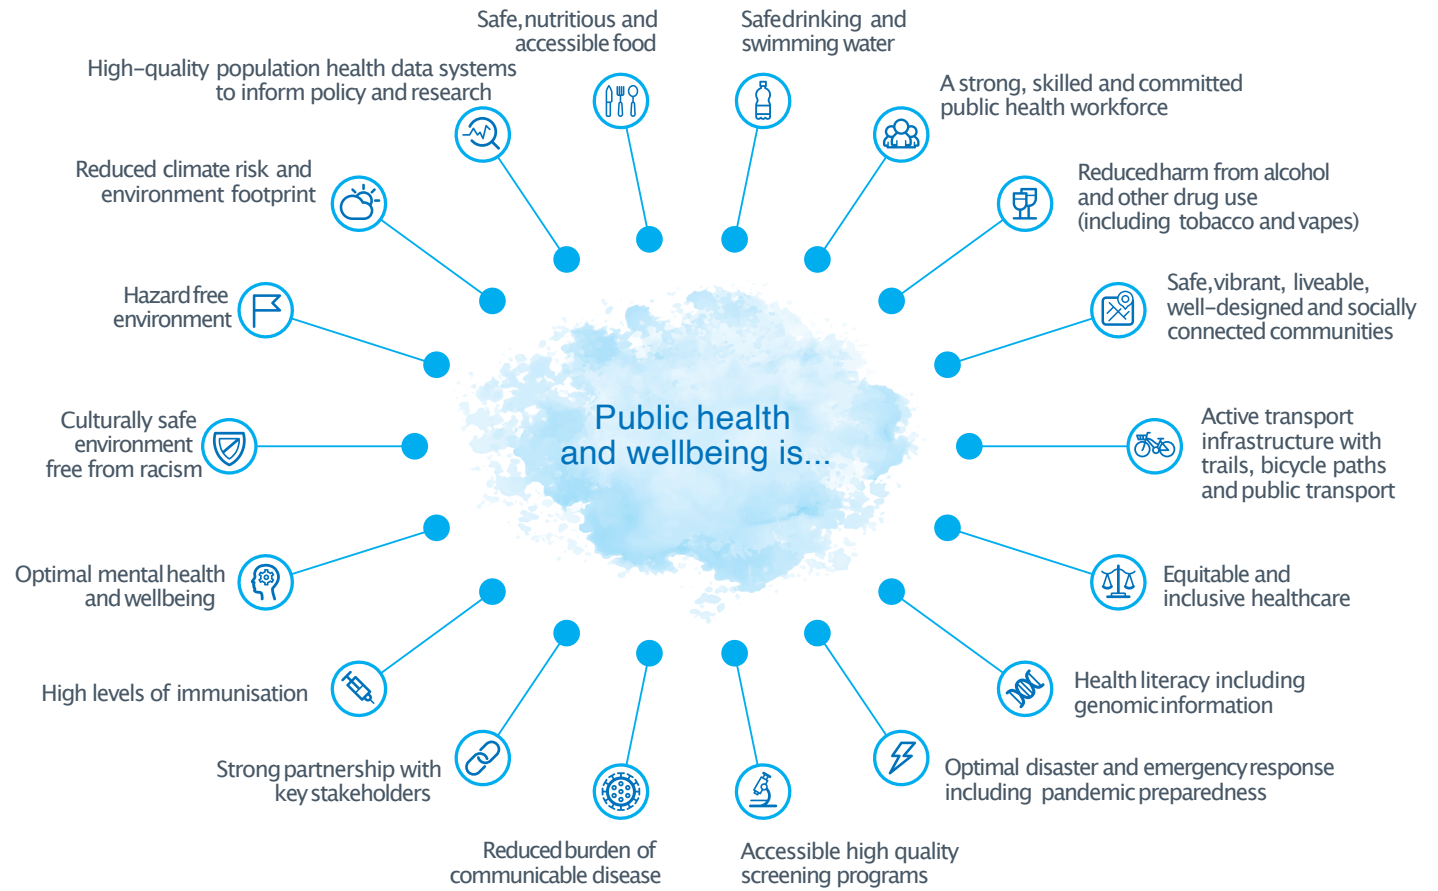 Safe, nutritious and
accessible food
Safe drinking and
swimming water
High-quality population health data systems
to inform policy and research
A strong, skilled and committed
public health workforce
Reduced climate risk and
environment footprint
Reduced harm from alcohol
and other drug use
(including tobacco and vapes)
Hazard free
environment
Safe, vibrant, liveable,
well-designed and socially
connected communities
Public health
and wellbeing is...
Culturally safe
environment
free from racism
Active transport
infrastructure with
trails, bicycle paths
and public transport
Optimal mental health
and wellbeing
Equitable and
inclusive healthcare
High levels of immunisation
Health literacy including
genomic information
Strong partnership with
key stakeholders
Optimal disaster and emergency response
including pandemic preparedness
Reduced burden of
communicable disease
Accessible high quality
screening programs